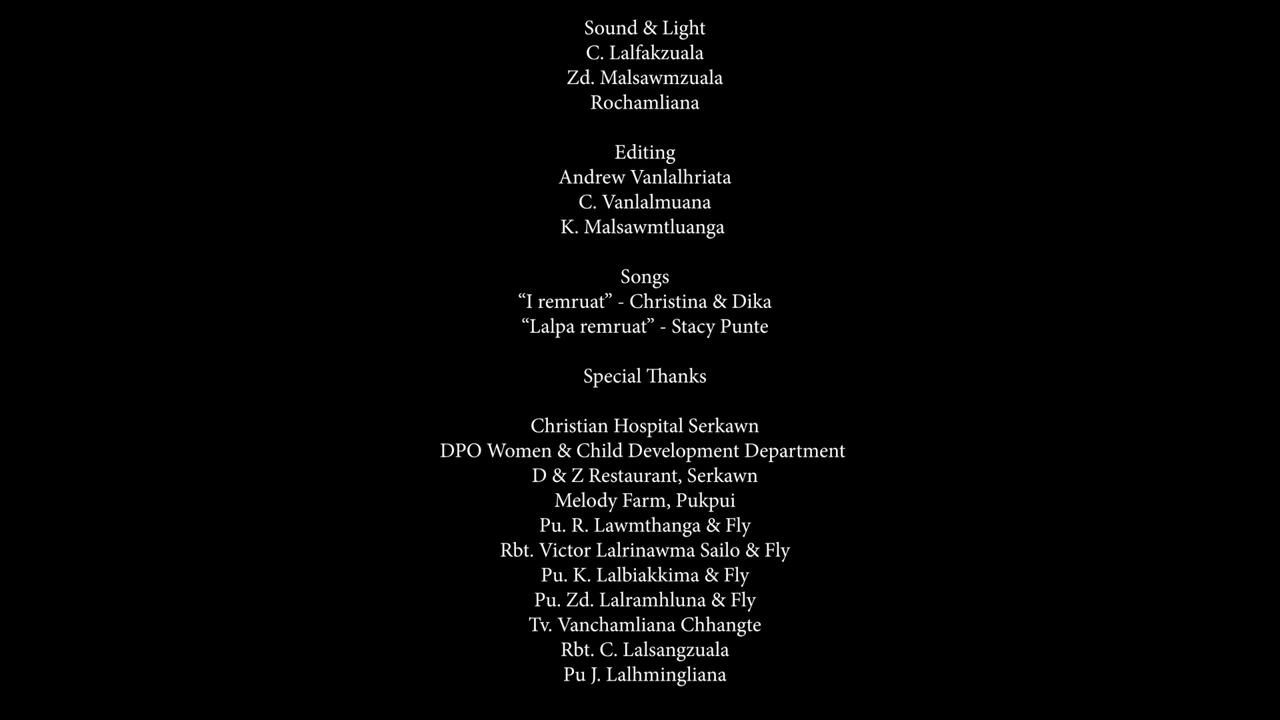 Sound & Light
C. Lalfakzuala
Zd. Malsawmzuala
Rochamliana
Editing
Andrew Vanlalhriata
C. Vanlalmuana
K. Malsawmtluanga
Songs
“I remruat” - Christina & Dika
“Lalpa remruat” - Stacy Punte
Special Thanks
Christian Hospital Serkawn
DPO Women & Child Development Department
D & Z Restaurant, Serkawn
Melody Farm, Pukpui
Pu. R. Lawmthanga & Fly
Rbt. Victor Lalrinawma Sailo & Fly
Pu. K. Lalbiakkima & Fly
Pu. Zd. Lalramhluna & Fly
Tv. Vanchamliana Chhangte
Rbt. C. Lalsangzuala
Pu J. Lalhmingliana